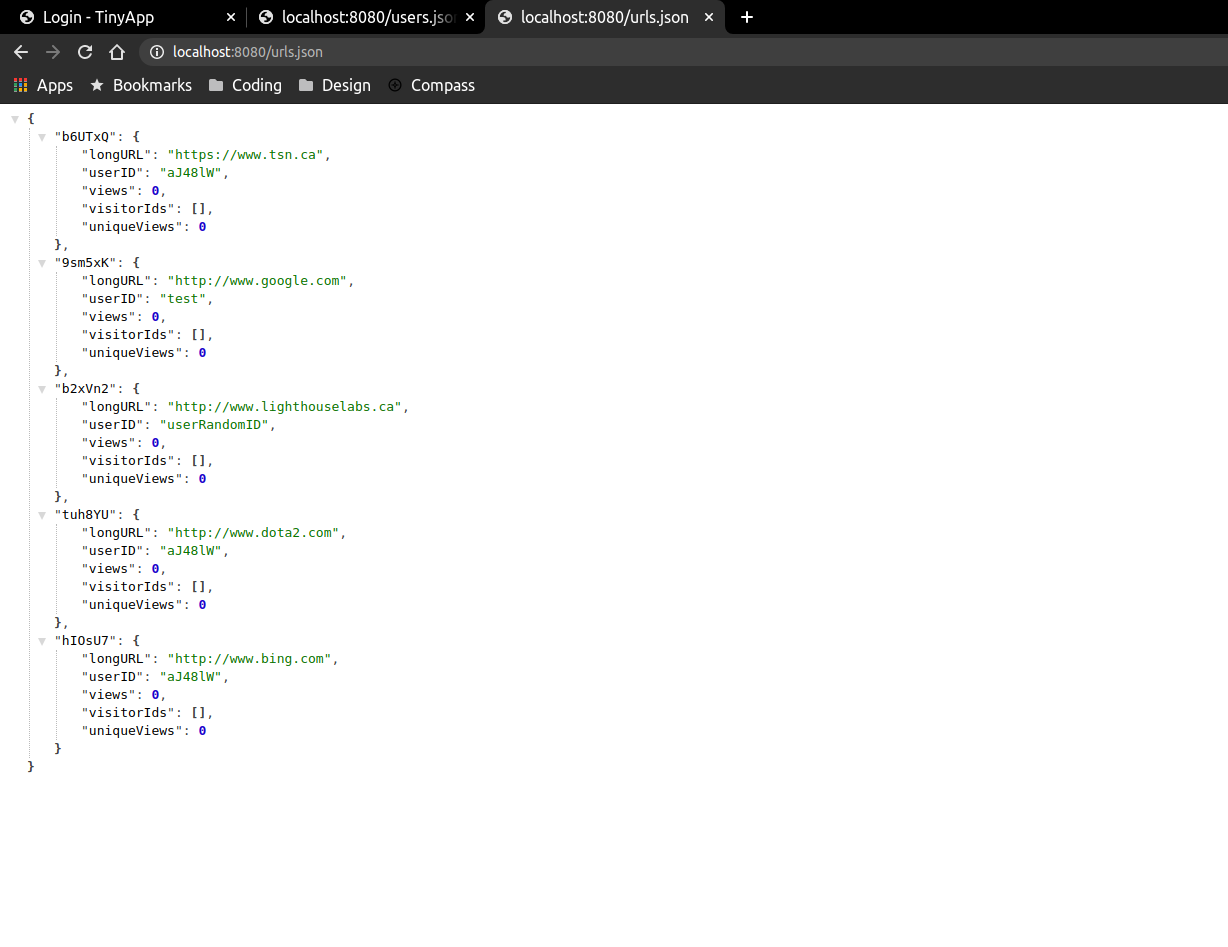 Login - TinyApp
localhost:8080/users.json
localhost:8080/urls.json
localhost:8080/urls.json
Apps Bookmarks Coding Design Compass
{
"b6UTxQ": {
"longURL": "https://www.tsn.ca",
"userID": "aJ48lW",
"views": 0,
"visitorIds": [],
"uniqueViews": 0
},
"9sm5xK": {
"longURL": "http://www.google.com",
"userID": "test",
"views": 0,
"visitorIds": [],
"uniqueViews": 0
},
"b2xVn2": {
"longURL": "http://www.lighthouselabs.ca",
"userID": "userRandomID",
"views": 0,
"visitorIds": [],
"uniqueViews": 0
},
"tuh8YU": {
"longURL": "http://www.dota2.com",
"userID": "aJ48lW",
"views": 0,
"visitorIds": [],
"uniqueViews": 0
},
"hIOsU7": {
"longURL": "http://www.bing.com",
"userID": "aJ48lW",
"views": 0,
"visitorIds": [],
"uniqueViews": 0
}
}